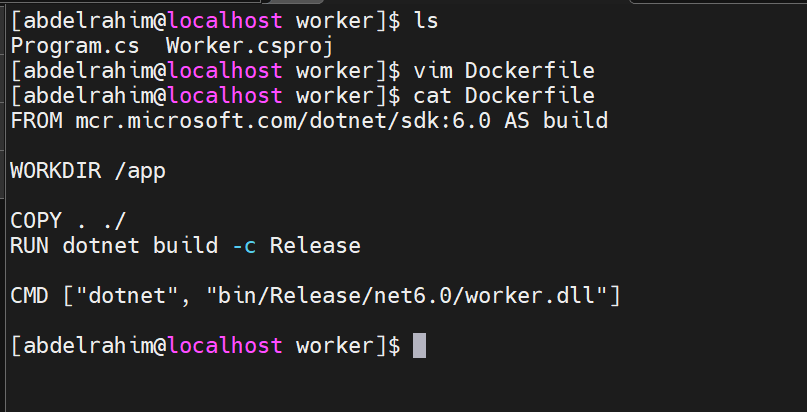 [abdelrahim@localhost worker]$ ls
Program.cs  Worker.csproj
[abdelrahim@localhost worker]$ vim Dockerfile
[abdelrahim@localhost worker]$ cat Dockerfile
FROM mcr.microsoft.com/dotnet/sdk:6.0 AS build
WORKDIR /app
COPY . ./
RUN dotnet build -c Release
CMD ["dotnet", "bin/Release/net6.0/worker.dll"]
[abdelrahim@localhost worker]$